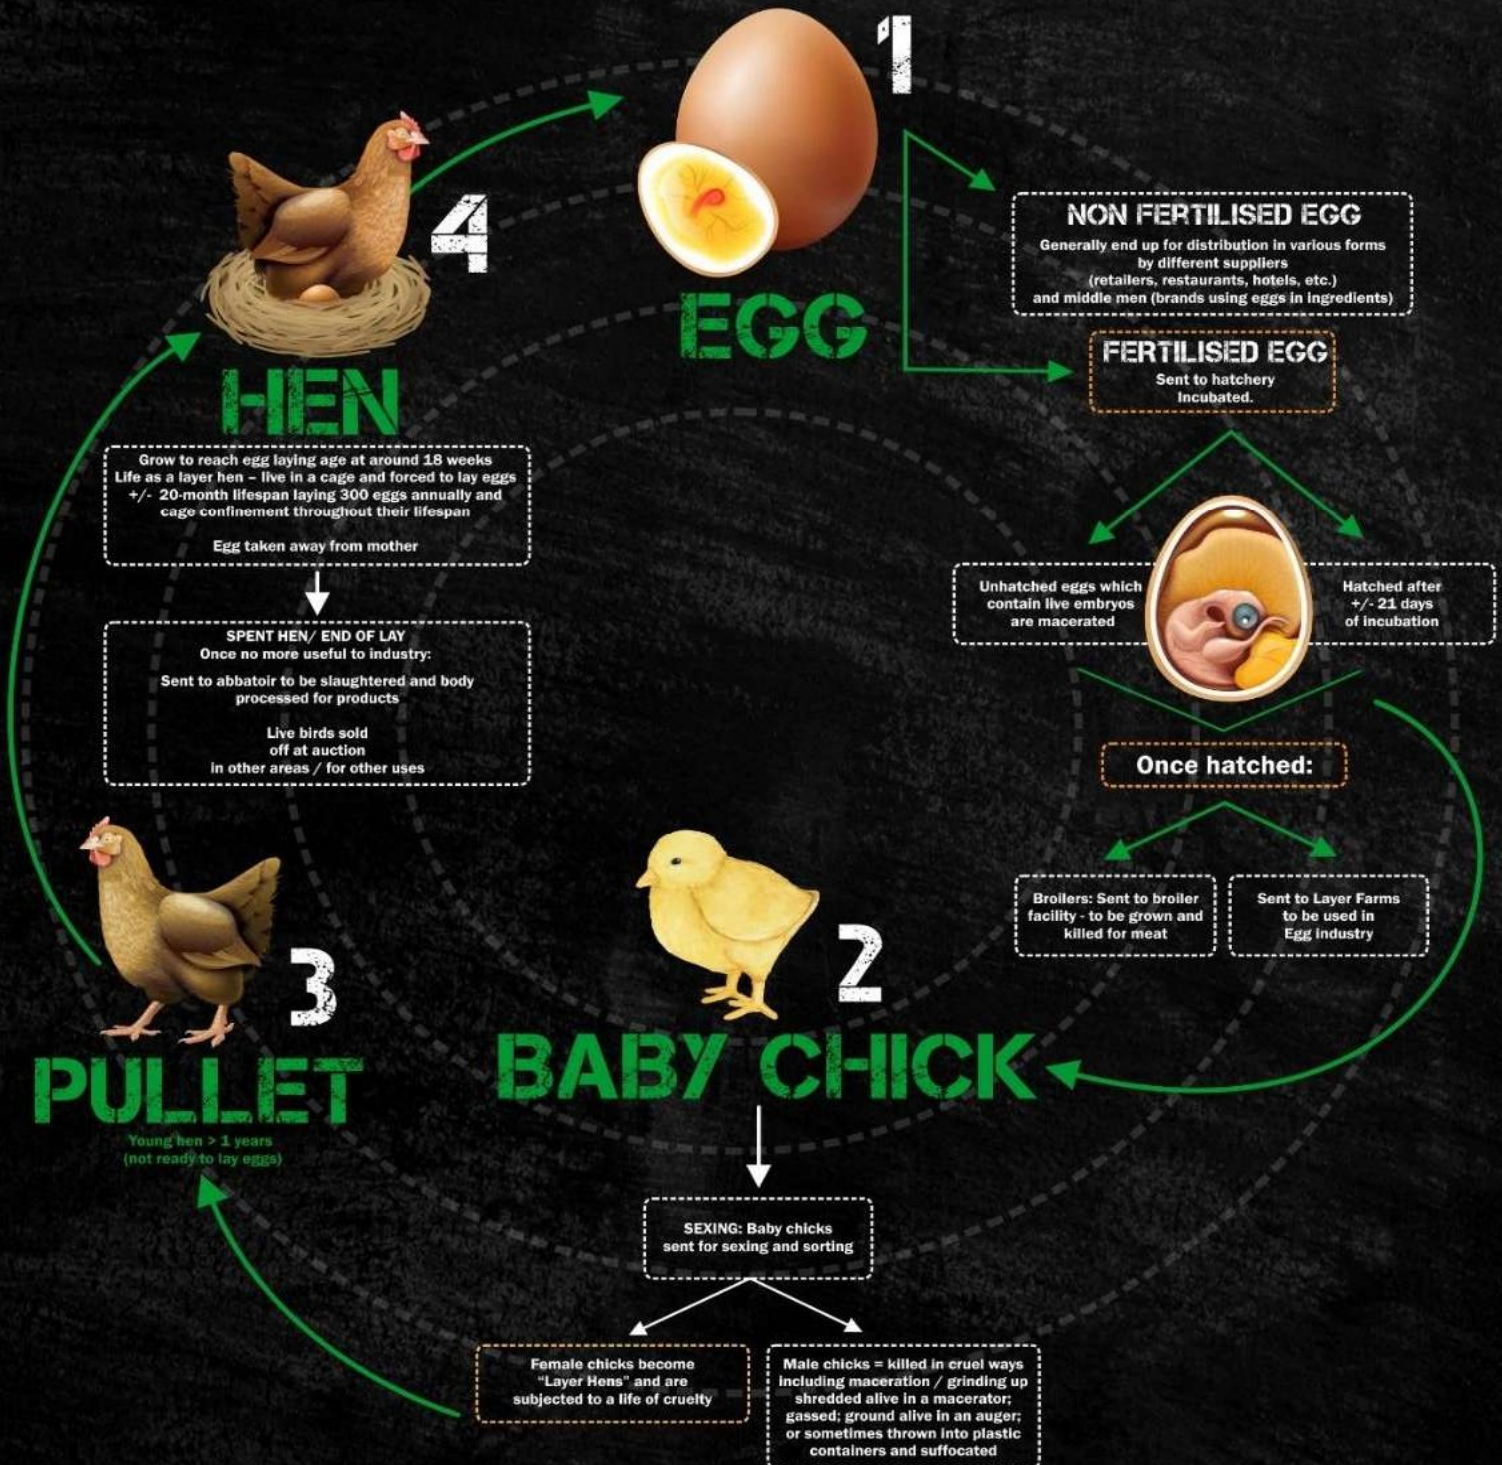 1
EGG
NON FERTILISED EGG
Generally end up for distribution in various forms
by different suppliers
(retailers, restaurants, hotels, etc.)
and middle men (brands using eggs in ingredients)
FERTILISED EGG
Sent to hatchery
Incubated.
Unhatched eggs which
contain live embryos
are macerated
Hatched after
+/- 21 days
of incubation
Once hatched:
Broilers: Sent to broiler
facility - to be grown and
killed for meat
Sent to Layer Farms
to be used in
Egg industry
2
BABY CHICK
SEXING: Baby chicks
sent for sexing and sorting
Female chicks become
"Layer Hens" and are
subjected to a life of cruelty
Male chicks = killed in cruel ways
including maceration / grinding up
shredded alive in a macerator;
gassed; ground alive in an auger;
or sometimes thrown into plastic
containers and suffocated
3
PULLET
Young hen > 1 years
(not ready to lay eggs)
4
HEN
Grow to reach egg laying age at around 18 weeks
Life as a layer hen – live in a cage and forced to lay eggs
+/- 20-month lifespan laying 300 eggs annually and
cage confinement throughout their lifespan
Egg taken away from mother
SPENT HEN/ END OF LAY
Once no more useful to industry:
Sent to abbatoir to be slaughtered and body
processed for products
Live birds sold
off at auction
in other areas / for other uses